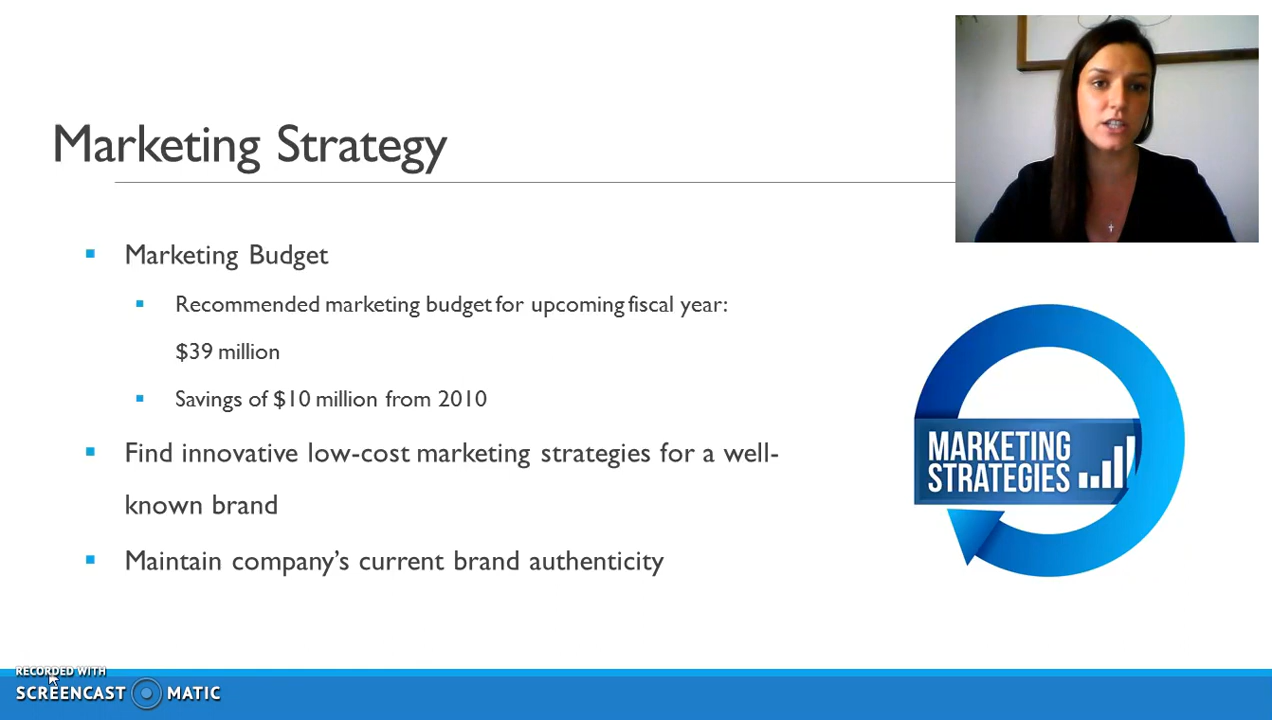 Marketing Strategy
Marketing Budget
Recommended marketing budget for upcoming fiscal year:
$39 million
Savings of $10 million from 2010
Find innovative low-cost marketing strategies for a well-
known brand
Maintain company’s current brand authenticity
MARKETING
STRATEGIES
RECORDED WITH
SCREENCAST MATIC